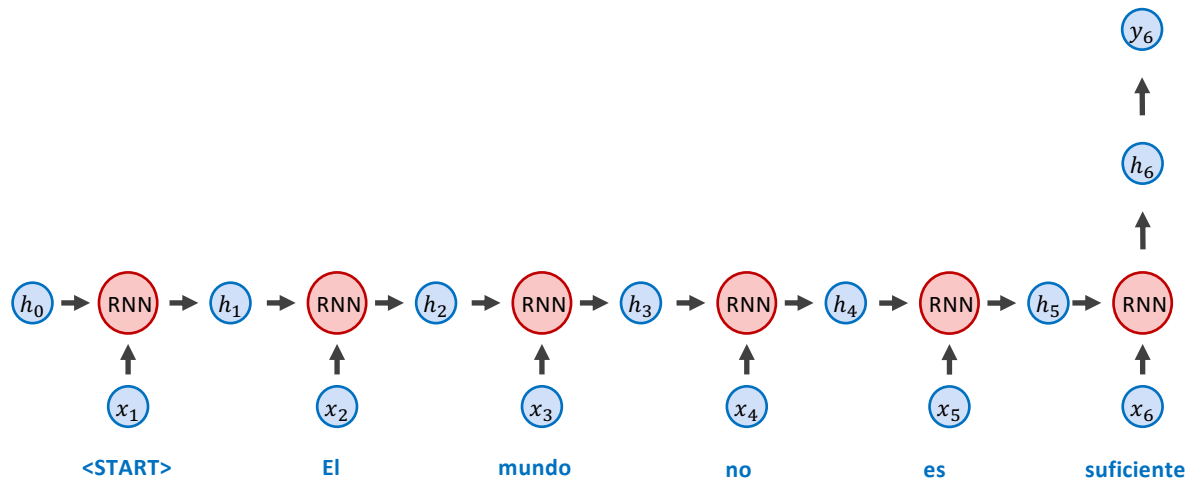 y₆
h₆
h₀ RNN h₁ RNN h₂ RNN h₃ RNN h₄ RNN h₅ RNN
x₁ x₂ x₃ x₄ x₅ x₆
<START> El mundo no es suficiente